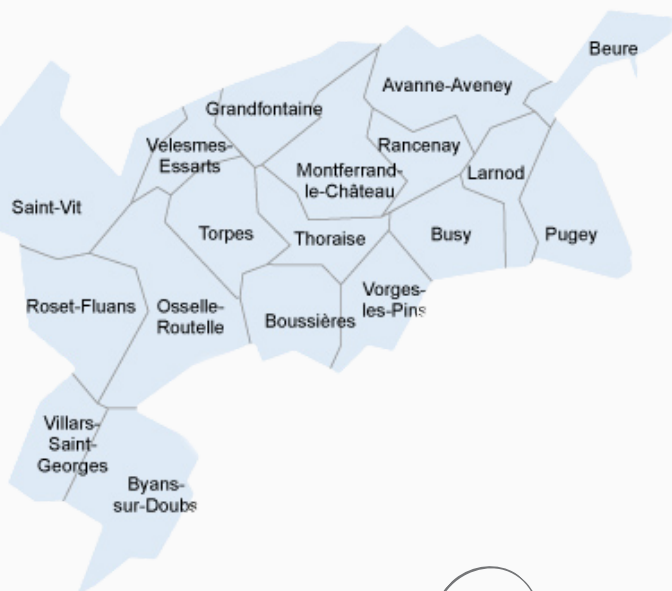 Beure
Avanne-Aveney
Grandfontaine
Rancenay
Velesmes-
Essarts
Montferrand-
le-Château
Larnod
Saint-Vit
Torpes
Thoraise
Busy
Pugey
Roset-Fluans
Osselle-
Routelle
Boussières
Vorges-
les-Pins
Villars-
Saint-
Georges
Byans-
sur-Doubs